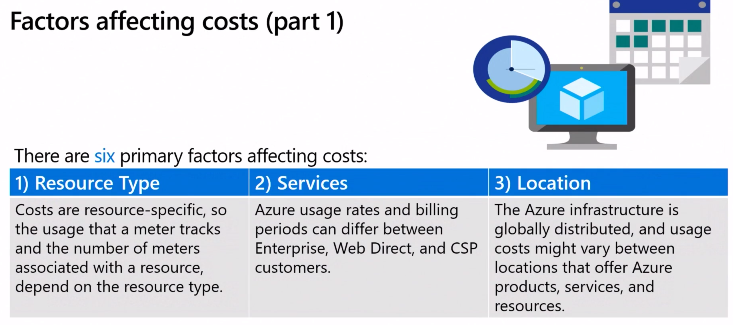 Factors affecting costs (part 1)
There are six primary factors affecting costs:
1) Resource Type
Costs are resource-specific, so
the usage that a meter tracks
and the number of meters
associated with a resource,
depend on the resource type.
2) Services
Azure usage rates and billing
periods can differ between
Enterprise, Web Direct, and CSP
customers.
3) Location
The Azure infrastructure is
globally distributed, and usage
costs might vary between
locations that offer Azure
products, services, and
resources.